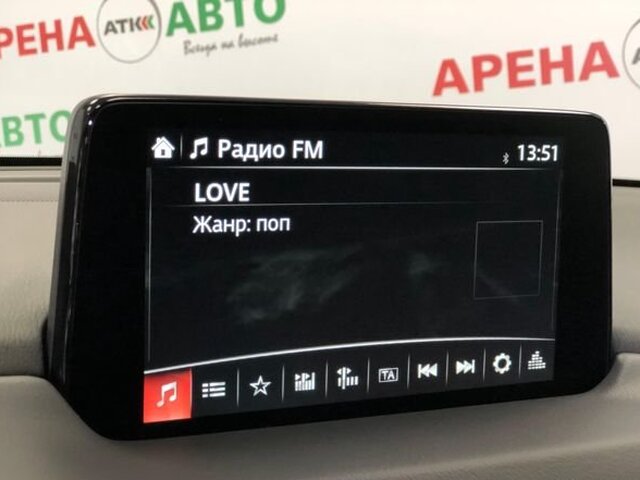 АРЕНА АТК АВТО
Всегда на высоте
АВТО
АРЕНА
Радио FM 13:51
LOVE
Жанр: поп
TA